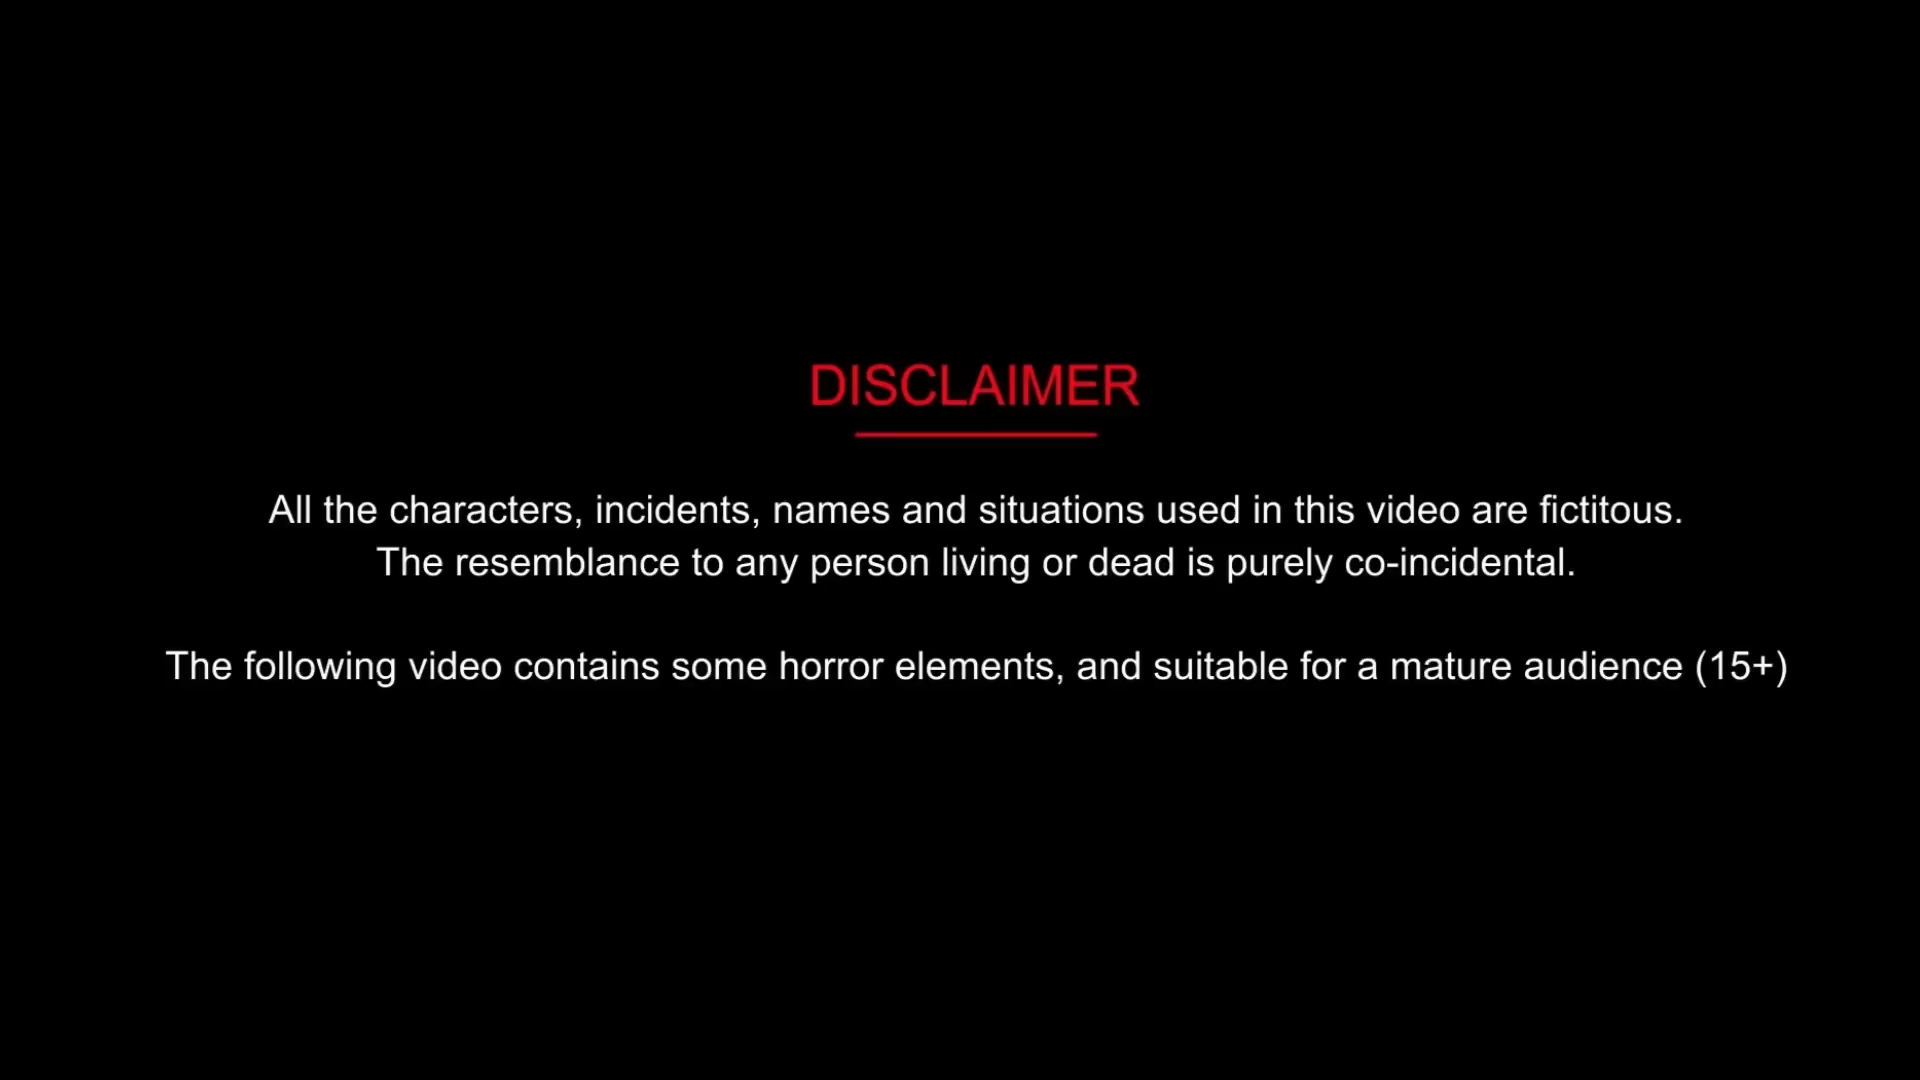 DISCLAIMER
All the characters, incidents, names and situations used in this video are fictitous.
The resemblance to any person living or dead is purely co-incidental.
The following video contains some horror elements, and suitable for a mature audience (15+)